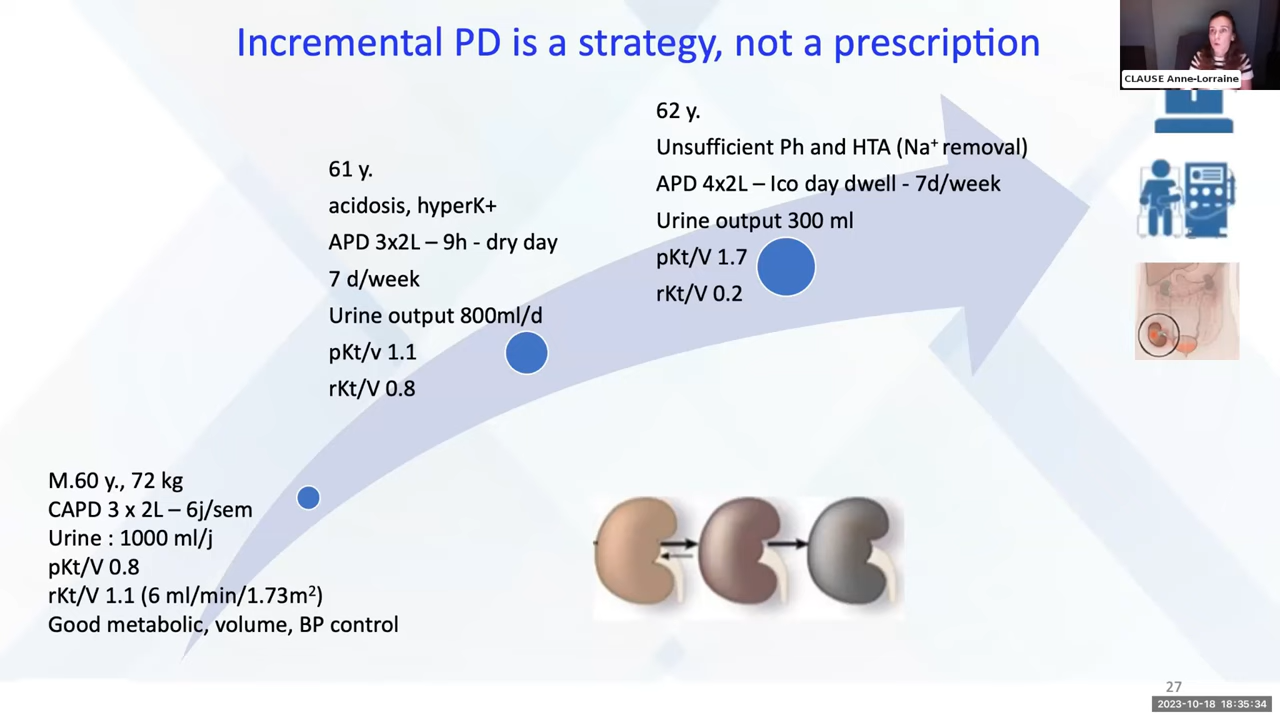 Incremental PD is a strategy, not a prescription
CLAUSE Anne-Lorraine
62 y.
Unsufficient Ph and HTA (Na⁺ removal)
APD 4x2L – Ico day dwell - 7d/week
Urine output 300 ml
pKt/V 1.7
rKt/V 0.2
61 y.
acidosis, hyperK+
APD 3x2L – 9h - dry day
7 d/week
Urine output 800ml/d
pKt/v 1.1
rKt/V 0.8
M.60 y., 72 kg
CAPD 3 x 2L – 6j/sem
Urine : 1000 ml/j
pKt/V 0.8
rKt/V 1.1 (6 ml/min/1.73m²)
Good metabolic, volume, BP control
27
2023-10-18 18:35:34